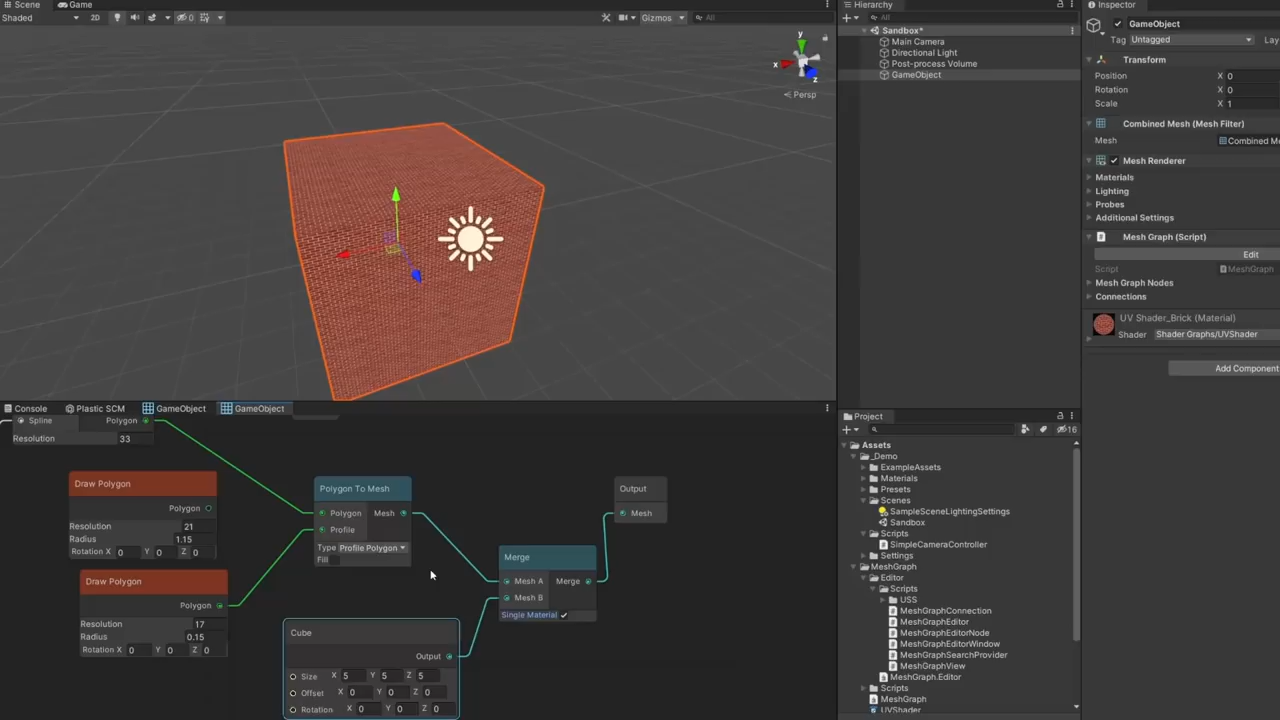 Scene Game
Shaded 2D 0 Gizmos All
y
x
z
Persp
Hierarchy
All
Sandbox*
Main Camera
Directional Light
Post-process Volume
GameObject
Inspector
GameObject
Tag Untagged Lay
Transform
Position X 0
Rotation X 0
Scale X 1
Combined Mesh (Mesh Filter)
Mesh Combined M
Mesh Renderer
Materials
Lighting
Probes
Additional Settings
Mesh Graph (Script)
Edit
Script MeshGraph
Mesh Graph Nodes
Connections
UV Shader_Brick (Material)
Shader Shader Graphs/UVShader
Add Component
Console Plastic SCM GameObject GameObject
Spline Polygon
Resolution 33
Draw Polygon
Polygon
Resolution 21
Radius 1.15
Rotation X 0 Y 0 Z 0
Draw Polygon
Polygon
Resolution 17
Radius 0.15
Rotation X 0 Y 0 Z 0
Polygon To Mesh
Polygon Mesh
Profile
Type Profile Polygon
Fill
Cube
Output
Size X 5 Y 5 Z 5
Offset X 0 Y 0 Z 0
Rotation X 0 Y 0 Z 0
Merge
Mesh A Merge
Mesh B
Single Material
Output
Mesh
Project
16
Assets
_Demo
ExampleAssets
Materials
Presets
Scenes
SampleSceneLightingSettings
Sandbox
Scripts
SimpleCameraController
Settings
MeshGraph
Editor
Scripts
USS
MeshGraphConnection
MeshGraphEditor
MeshGraphEditorNode
MeshGraphEditorWindow
MeshGraphSearchProvider
MeshGraphView
MeshGraph.Editor
Scripts
MeshGraph
UVShader